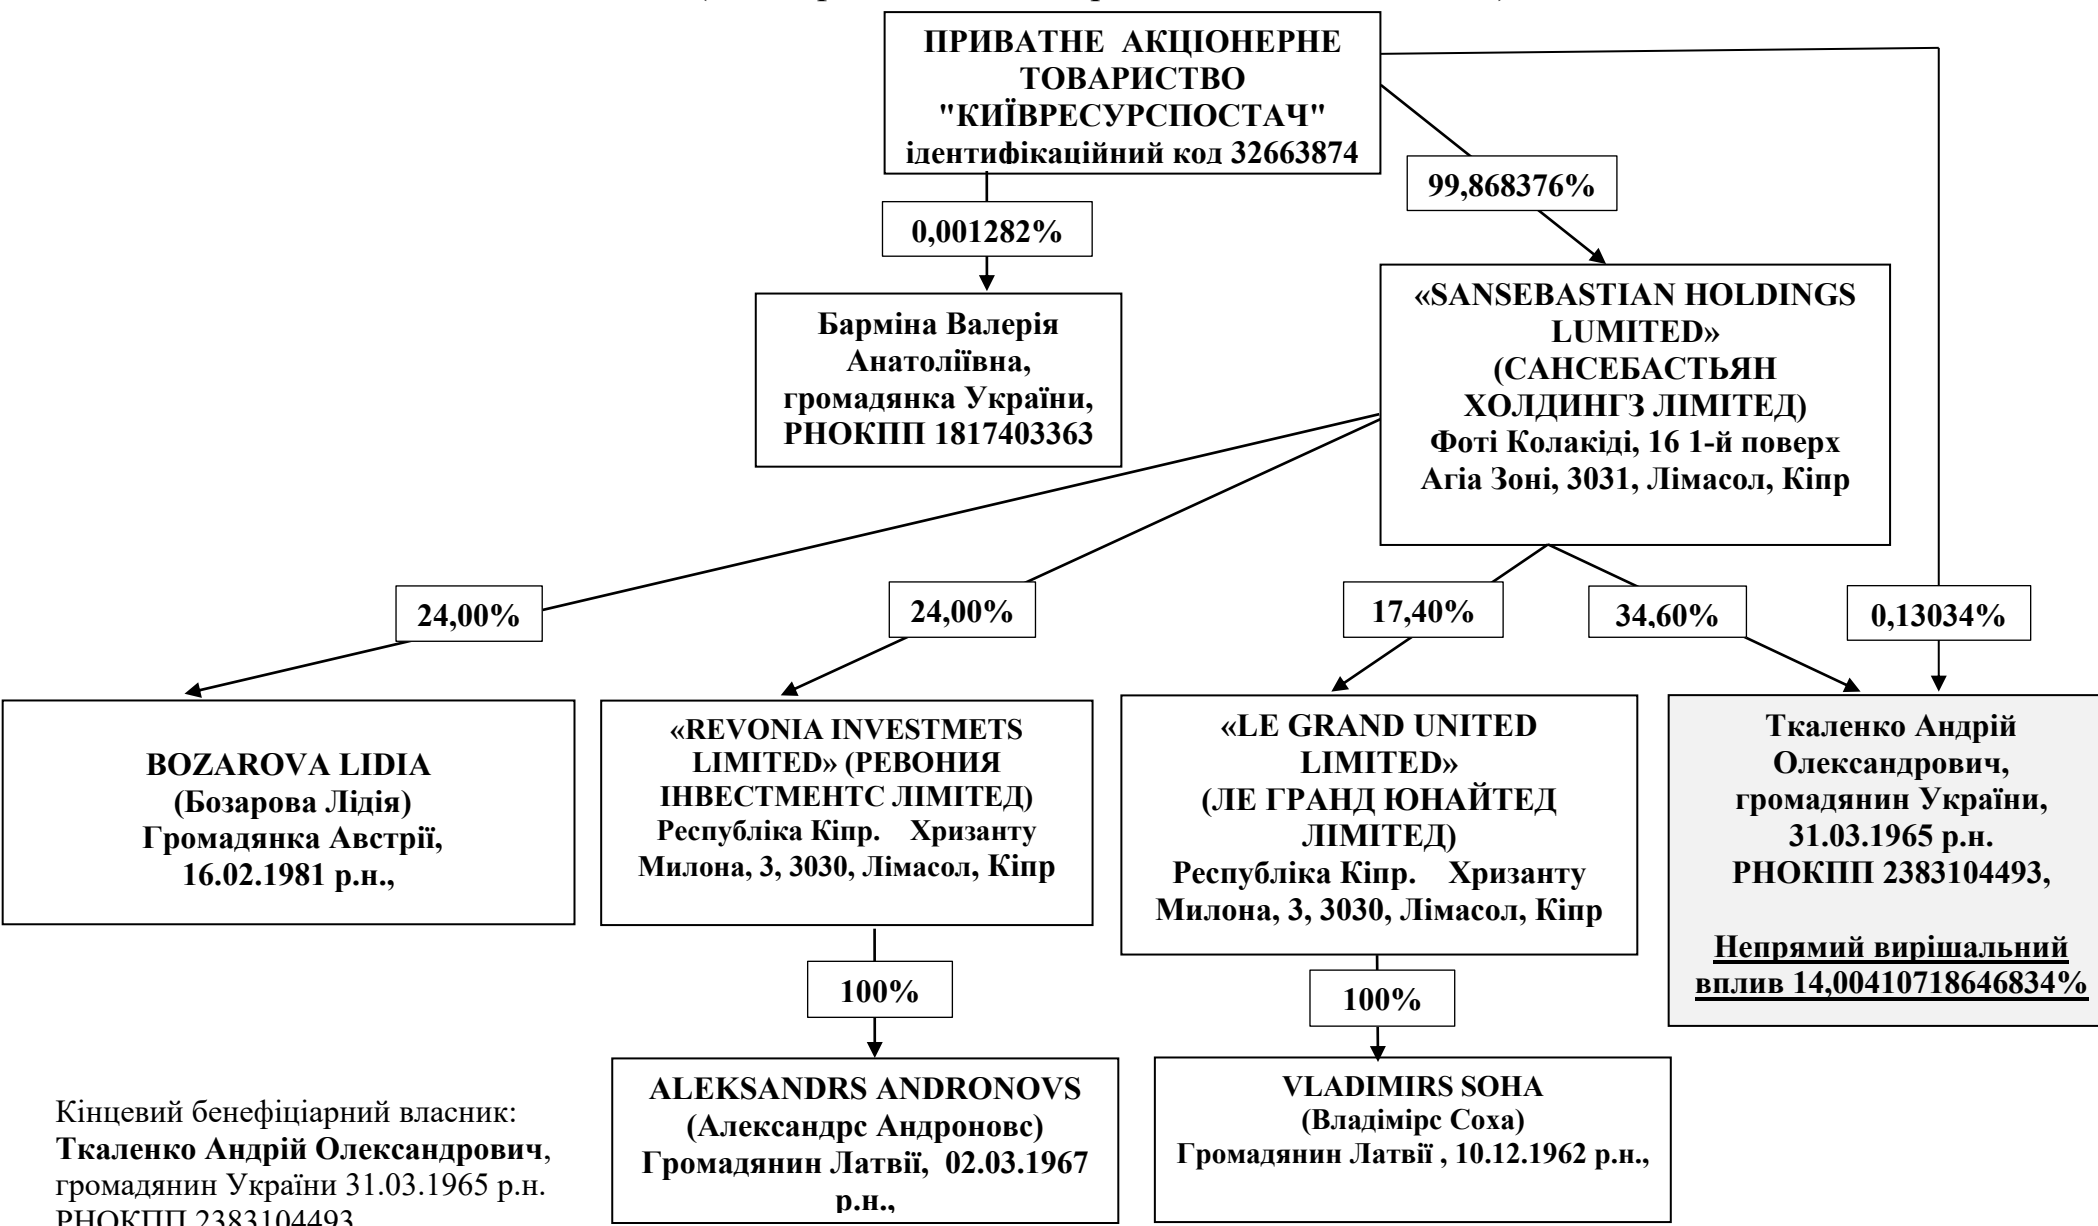 ПРИВАТНЕ АКЦІОНЕРНЕ
ТОВАРИСТВО
"КИЇВРЕСУРСПОСТАЧ"
ідентифікаційний код 32663874
99,868376%
0,001282%
Барміна Валерія
Анатоліївна,
громадянка України,
РНОКПП 1817403363
«SANSEBASTIAN HOLDINGS
LUMITED»
(САНСЕБАСТЬЯН
ХОЛДИНГЗ ЛІМІТЕД)
Фоті Колакіді, 16 1-й поверх
Агіа Зоні, 3031, Лімасол, Кіпр
24,00%
24,00%
17,40%
34,60%
0,13034%
BOZAROVA LIDIA
(Бозарова Лідія)
Громадянка Австрії,
16.02.1981 р.н.,
«REVONIA INVESTMETS
LIMITED» (РЕВОНИЯ
ІНВЕСТМЕНТС ЛІМІТЕД)
Республіка Кіпр. Хризанту
Милона, 3, 3030, Лімасол, Кіпр
«LE GRAND UNITED
LIMITED»
(ЛЕ ГРАНД ЮНАЙТЕД
ЛІМІТЕД)
Республіка Кіпр. Хризанту
Милона, 3, 3030, Лімасол, Кіпр
Ткаленко Андрій
Олександрович,
громадянин України,
31.03.1965 р.н.
РНОКПП 2383104493,
Непрямий вирішальний
вплив 14,00410718646834%
100%
100%
ALEKSANDRS ANDRONOVS
(Александрс Андроновс)
Громадянин Латвії, 02.03.1967
р.н.,
VLADIMIRS SOHA
(Владімірс Соха)
Громадянин Латвії , 10.12.1962 р.н.,
Кінцевий бенефіціарний власник:
Ткаленко Андрій Олександрович,
громадянин України 31.03.1965 р.н.
РНОКПП 2383104493